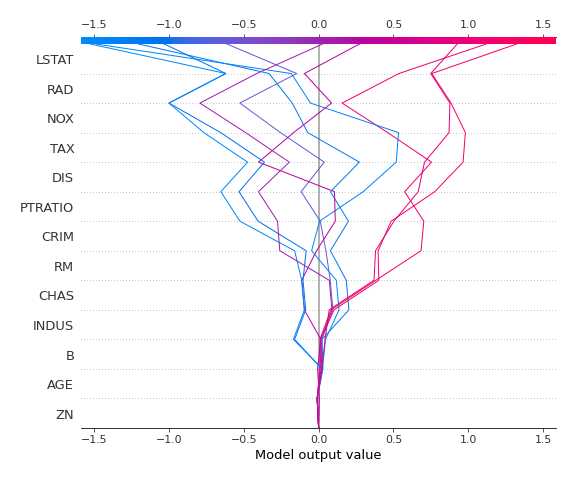 −1.5 −1.0 −0.5 0.0 0.5 1.0 1.5
LSTAT
RAD
NOX
TAX
DIS
PTRATIO
CRIM
RM
CHAS
INDUS
B
AGE
ZN
−1.5 −1.0 −0.5 0.0 0.5 1.0 1.5
Model output value